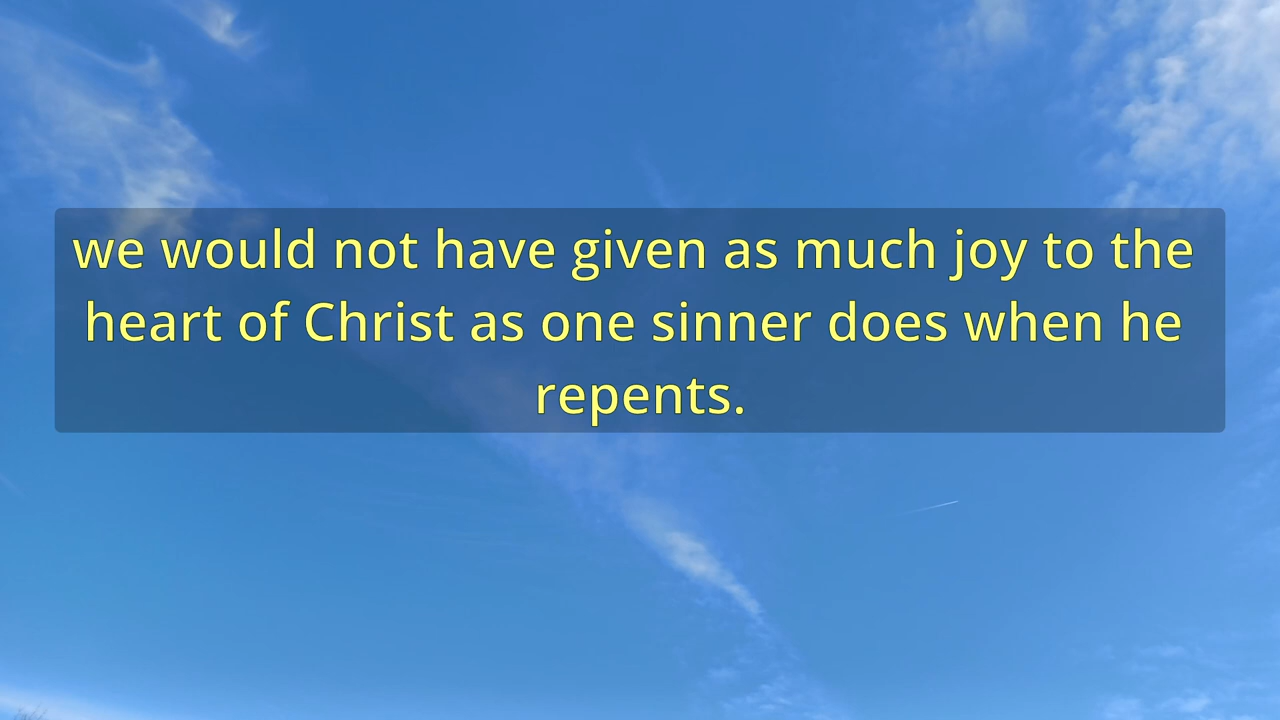 we would not have given as much joy to the
heart of Christ as one sinner does when he
repents.